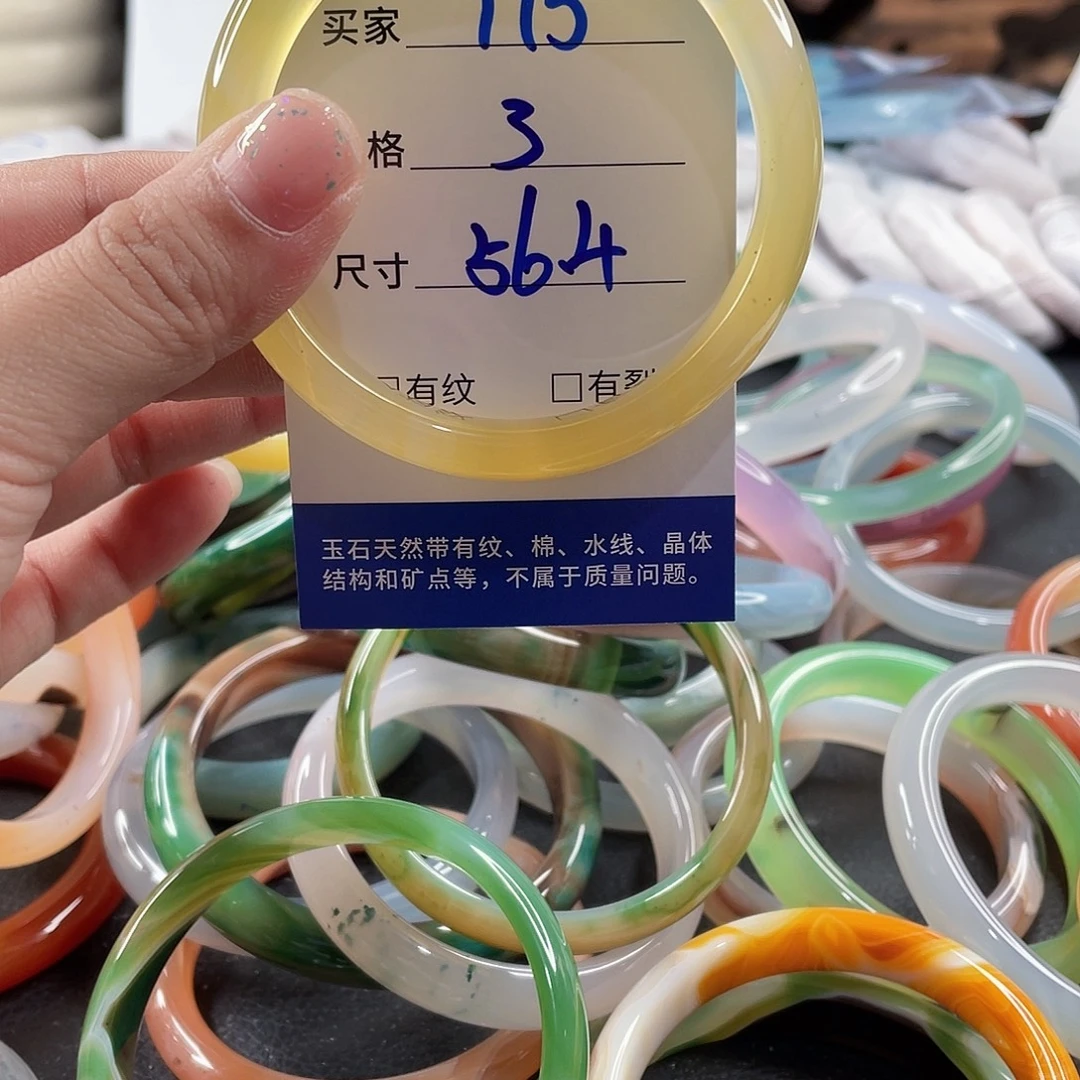 买家 115
格 3
尺寸 564
□有纹 □有裂
玉石天然带有纹、棉、水线、晶体
结构和矿点等，不属于质量问题。